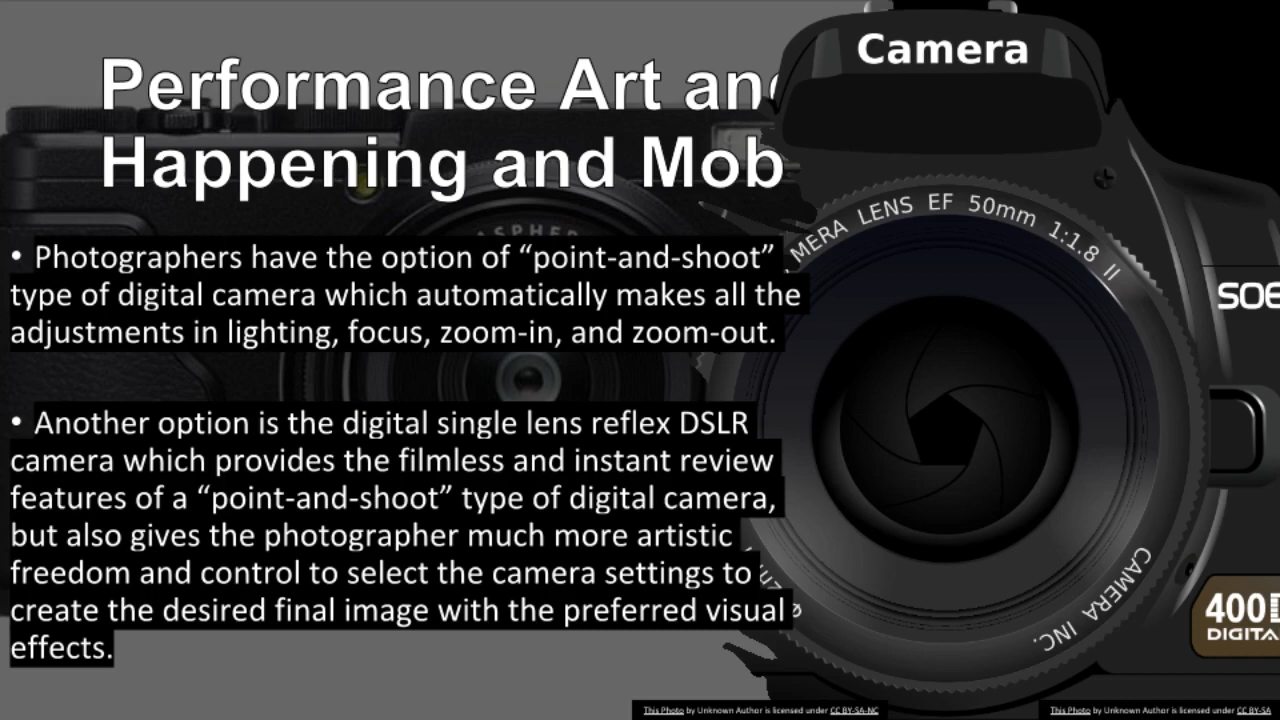 Camera
Performance Art and
Happening and Mob
MERA LENS EF 50mm 1:1.8 II
ASPHER
• Photographers have the option of “point-and-shoot”
type of digital camera which automatically makes all the
adjustments in lighting, focus, zoom-in, and zoom-out.
SOE
• Another option is the digital single lens reflex DSLR
camera which provides the filmless and instant review
features of a “point-and-shoot” type of digital camera,
but also gives the photographer much more artistic
freedom and control to select the camera settings to
create the desired final image with the preferred visual
effects.
CAMERA INC.
400D
DIGITA
This Photo by Unknown Author is licensed under CC BY-SA-NC
This Photo by Unknown Author is licensed under CC BY-SA